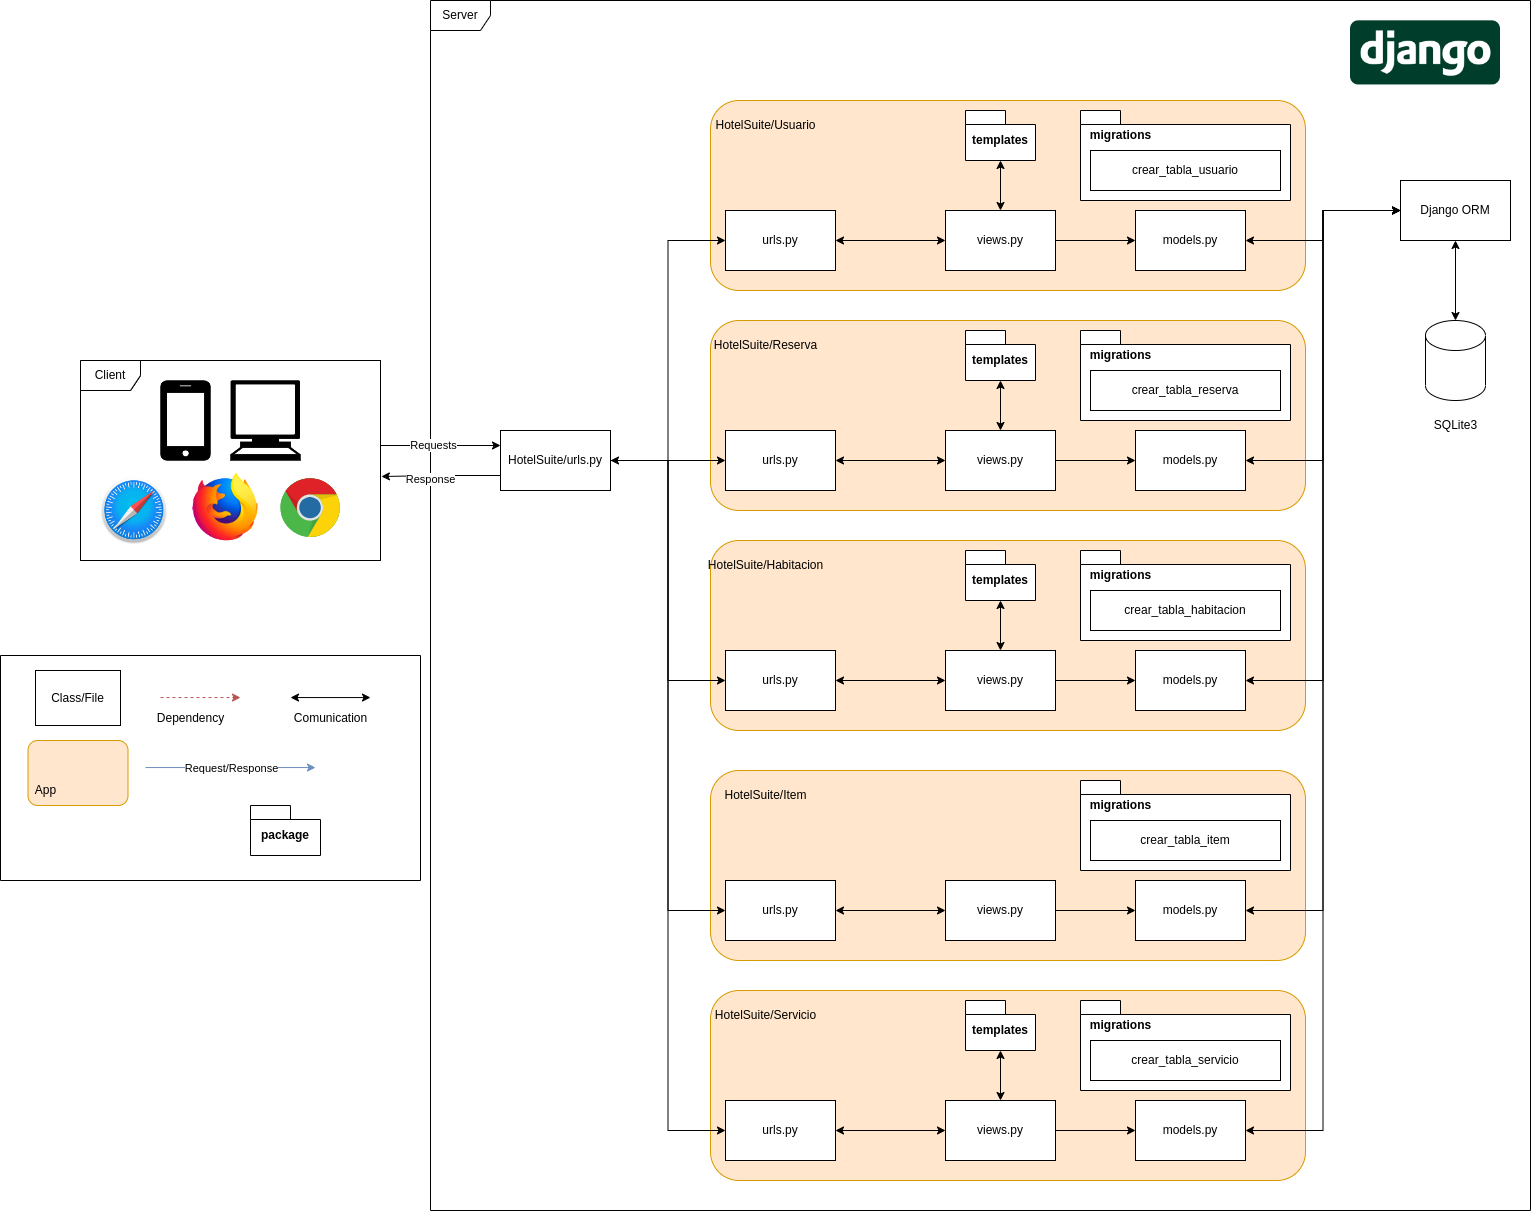 Server
django
HotelSuite/Usuario
templates
migrations
crear_tabla_usuario
urls.py
views.py
models.py
Django ORM
SQLite3
HotelSuite/Reserva
templates
migrations
crear_tabla_reserva
urls.py
views.py
models.py
Client
Requests
Response
HotelSuite/urls.py
HotelSuite/Habitacion
templates
migrations
crear_tabla_habitacion
urls.py
views.py
models.py
Class/File
Dependency
Comunication
App
Request/Response
package
HotelSuite/Item
migrations
crear_tabla_item
urls.py
views.py
models.py
HotelSuite/Servicio
templates
migrations
crear_tabla_servicio
urls.py
views.py
models.py